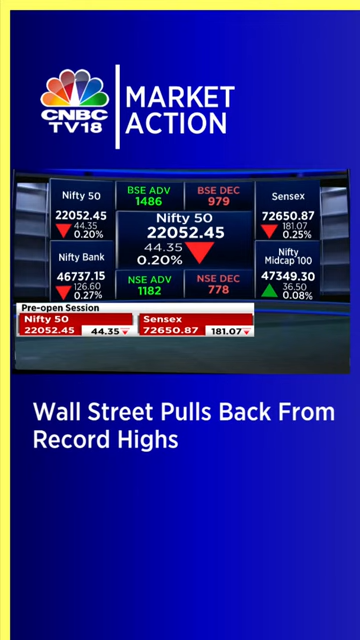 CNBC
TV18
MARKET
ACTION
Nifty 50
22052.45
44.35
0.20%
BSE ADV
1486
BSE DEC
979
Sensex
72650.87
181.07
0.25%
Nifty 50
22052.45
44.35
0.20%
Nifty Bank
46737.15
126.60
0.27%
NSE ADV
1182
NSE DEC
778
Nifty
Midcap 100
47349.30
36.50
0.08%
Pre-open Session
Nifty 50
22052.45 44.35
Sensex
72650.87 181.07
Wall Street Pulls Back From
Record Highs